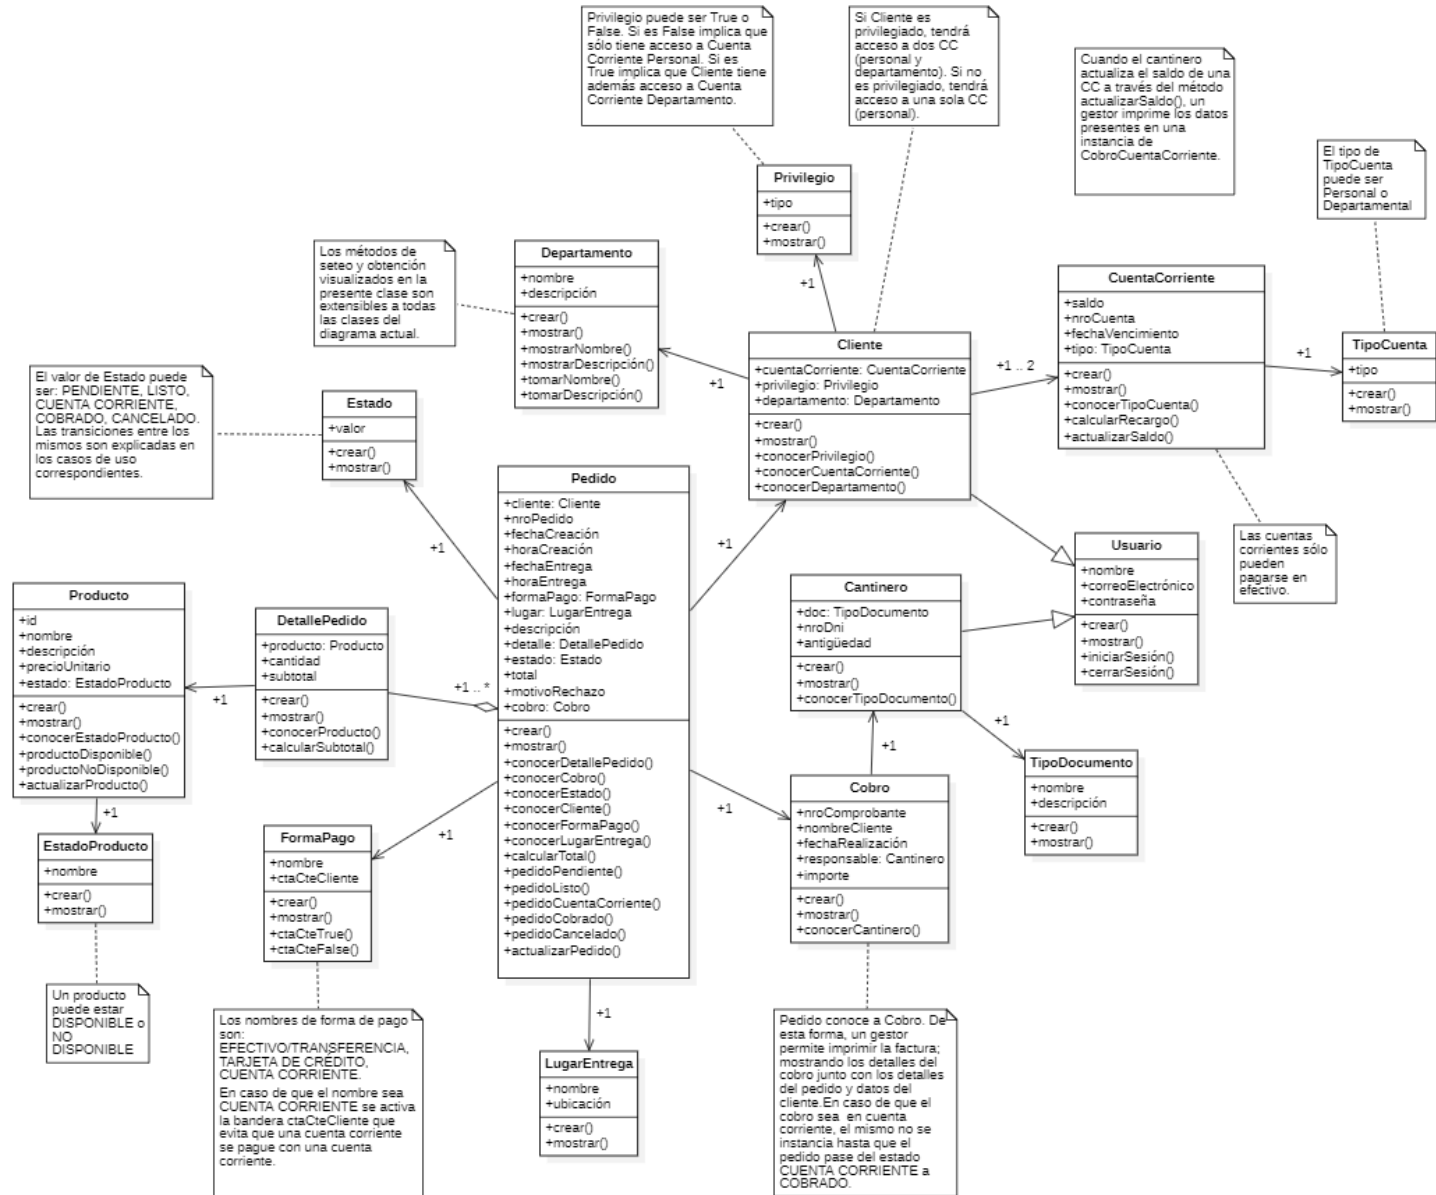 Privilegio puede ser True o
False. Si es False implica que
sólo tiene acceso a Cuenta
Corriente Personal. Si es
True implica que Cliente tiene
además acceso a Cuenta
Corriente Departamento.
Si Cliente es
privilegiado, tendrá
acceso a dos CC
(personal y
departamento). Si no
es privilegiado, tendrá
acceso a una sola CC
(personal).
Cuando el cantinero
actualiza el saldo de una
CC a través del método
actualizarSaldo(), un
gestor imprime los datos
presentes en una
instancia de
CobroCuentaCorriente.
El tipo de
TipoCuenta
puede ser
Personal o
Departamental
Privilegio
+tipo
+crear()
+mostrar()
+1
Los métodos de
seteo y obtención
visualizados en la
presente clase son
extensibles a todas
las clases del
diagrama actual.
Departamento
+nombre
+descripción
+crear()
+mostrar()
+mostrarNombre()
+mostrarDescripción()
+tomarNombre()
+tomarDescripción()
+1
Cliente
+cuentaCorriente: CuentaCorriente
+privilegio: Privilegio
+departamento: Departamento
+crear()
+mostrar()
+conocerPrivilegio()
+conocerCuentaCorriente()
+conocerDepartamento()
+1 .. 2
CuentaCorriente
+saldo
+nroCuenta
+fechaVencimiento
+tipo: TipoCuenta
+crear()
+mostrar()
+conocerTipoCuenta()
+calcularRecargo()
+actualizarSaldo()
+1
TipoCuenta
+tipo
+crear()
+mostrar()
El valor de Estado puede
ser: PENDIENTE, LISTO,
CUENTA CORRIENTE,
COBRADO, CANCELADO.
Las transiciones entre los
mismos son explicadas en
los casos de uso
correspondientes.
Estado
+valor
+crear()
+mostrar()
+1
Pedido
+cliente: Cliente
+nroPedido
+fechaCreación
+horaCreación
+fechaEntrega
+horaEntrega
+formaPago: FormaPago
+lugar: LugarEntrega
+descripción
+detalle: DetallePedido
+estado: Estado
+total
+motivoRechazo
+cobro: Cobro
+crear()
+mostrar()
+conocerDetallePedido()
+conocerCobro()
+conocerEstado()
+conocerCliente()
+conocerFormaPago()
+conocerLugarEntrega()
+calcularTotal()
+pedidoPendiente()
+pedidoListo()
+pedidoCuentaCorriente()
+pedidoCobrado()
+pedidoCancelado()
+actualizarPedido()
+1
Las cuentas
corrientes sólo
pueden
pagarse en
efectivo.
Usuario
+nombre
+correoElectrónico
+contraseña
+crear()
+mostrar()
+iniciarSesión()
+cerrarSesión()
Cantinero
+doc: TipoDocumento
+nroDni
+antigüedad
+crear()
+mostrar()
+conocerTipoDocumento()
+1
+1
Producto
+id
+nombre
+descripción
+precioUnitario
+estado: EstadoProducto
+crear()
+mostrar()
+conocerEstadoProducto()
+productoDisponible()
+productoNoDisponible()
+actualizarProducto()
+1
DetallePedido
+producto: Producto
+cantidad
+subtotal
+crear()
+mostrar()
+conocerProducto()
+calcularSubtotal()
+1 .. *
+1
TipoDocumento
+nombre
+descripción
+crear()
+mostrar()
Cobro
+nroComprobante
+nombreCliente
+fechaRealización
+responsable: Cantinero
+importe
+crear()
+mostrar()
+conocerCantinero()
+1
EstadoProducto
+nombre
+crear()
+mostrar()
FormaPago
+nombre
+ctaCteCliente
+crear()
+mostrar()
+ctaCteTrue()
+ctaCteFalse()
+1
Un producto
puede estar
DISPONIBLE o
NO
DISPONIBLE
Los nombres de forma de pago
son:
EFECTIVO/TRANSFERENCIA,
TARJETA DE CRÉDITO,
CUENTA CORRIENTE.
En caso de que el nombre sea
CUENTA CORRIENTE se activa
la bandera ctaCteCliente que
evita que una cuenta corriente
se pague con una cuenta
corriente.
+1
LugarEntrega
+nombre
+ubicación
+crear()
+mostrar()
Pedido conoce a Cobro. De
esta forma, un gestor
permite imprimir la factura;
mostrando los detalles del
cobro junto con los detalles
del pedido y datos del
cliente.En caso de que el
cobro sea en cuenta
corriente, el mismo no se
instancia hasta que el
pedido pase del estado
CUENTA CORRIENTE a
COBRADO.